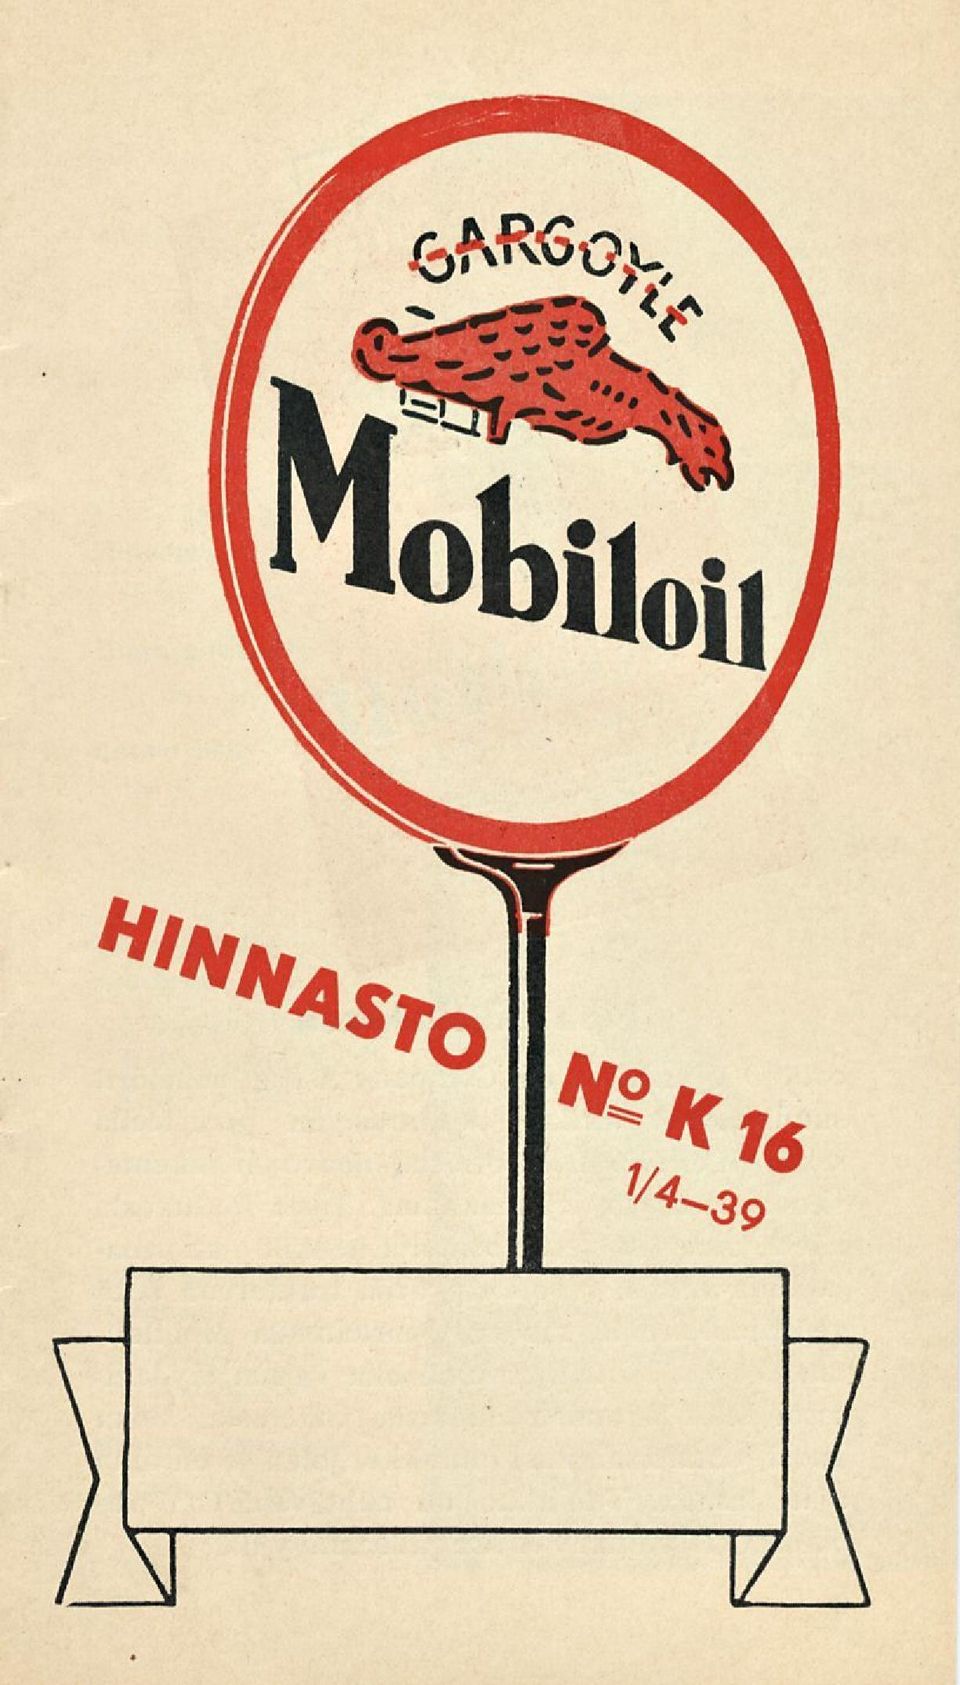 GARGOYLE
Mobiloil
HINNASTO
No K 16
1/4–39